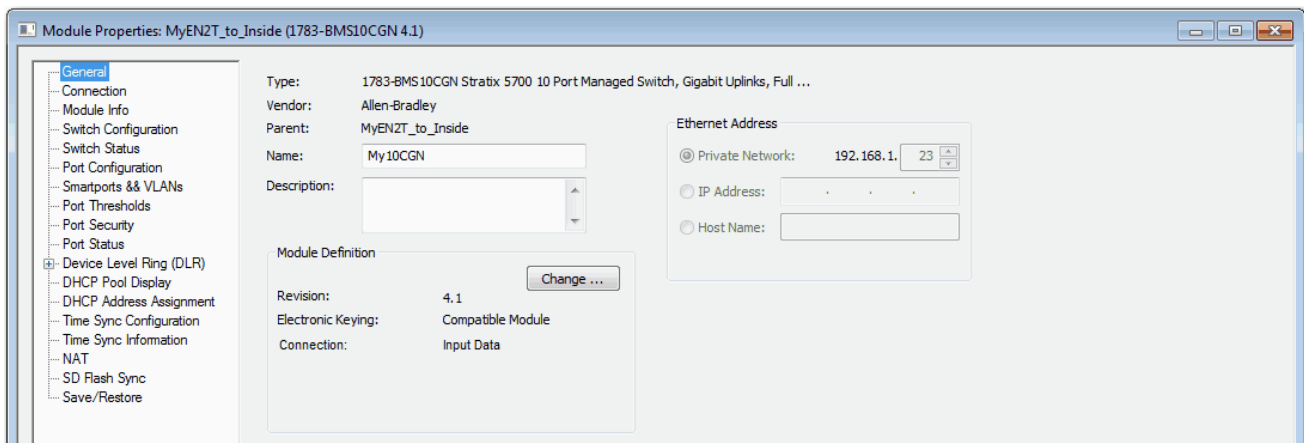 Module Properties: MyEN2T_to_Inside (1783-BMS10CGN 4.1)
General
Connection
Module Info
Switch Configuration
Switch Status
Port Configuration
Smartports && VLANs
Port Thresholds
Port Security
Port Status
Device Level Ring (DLR)
DHCP Pool Display
DHCP Address Assignment
Time Sync Configuration
Time Sync Information
NAT
SD Flash Sync
Save/Restore
Type: 1783-BMS10CGN Stratix 5700 10 Port Managed Switch, Gigabit Uplinks, Full ...
Vendor: Allen-Bradley
Parent: MyEN2T_to_Inside
Name: My10CGN
Description:
Module Definition
Change ...
Revision: 4.1
Electronic Keying: Compatible Module
Connection: Input Data
Ethernet Address
Private Network: 192.168.1. 23
IP Address: . . .
Host Name: